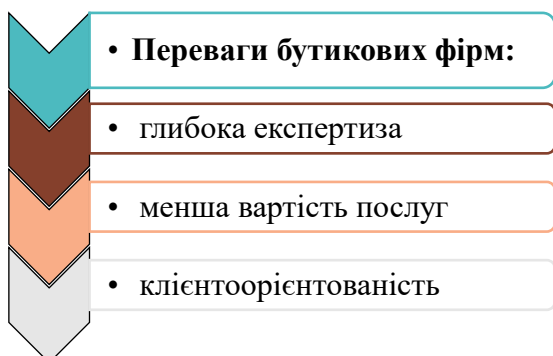 • Переваги бутикових фірм:
• глибока експертиза
• менша вартість послуг
• клієнтоорієнтованість